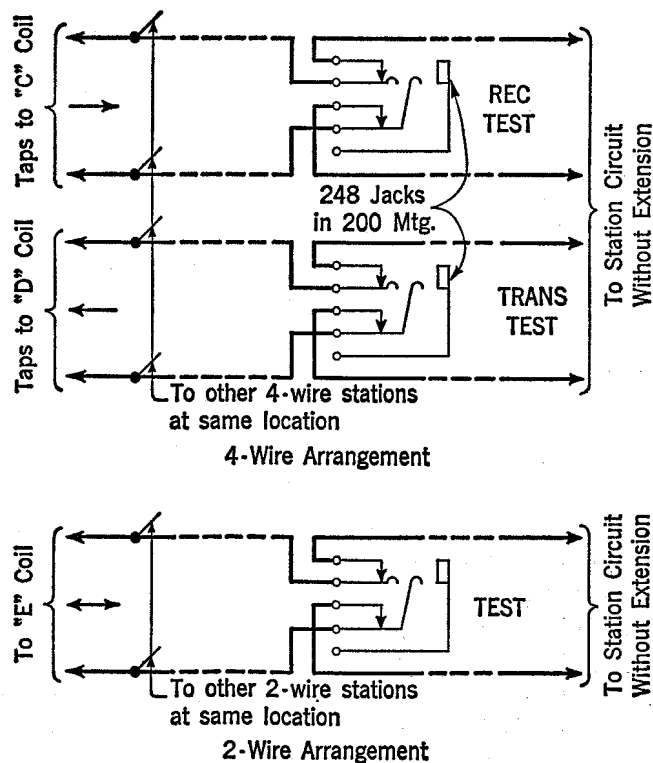 Taps to "C" Coil
REC
TEST
248 Jacks
in 200 Mtg.
To Station Circuit
Without Extension
Taps to "D" Coil
TRANS
TEST
To other 4-wire stations
at same location
4-Wire Arrangement
To "E" Coil
TEST
To Station Circuit
Without Extension
To other 2-wire stations
at same location
2-Wire Arrangement